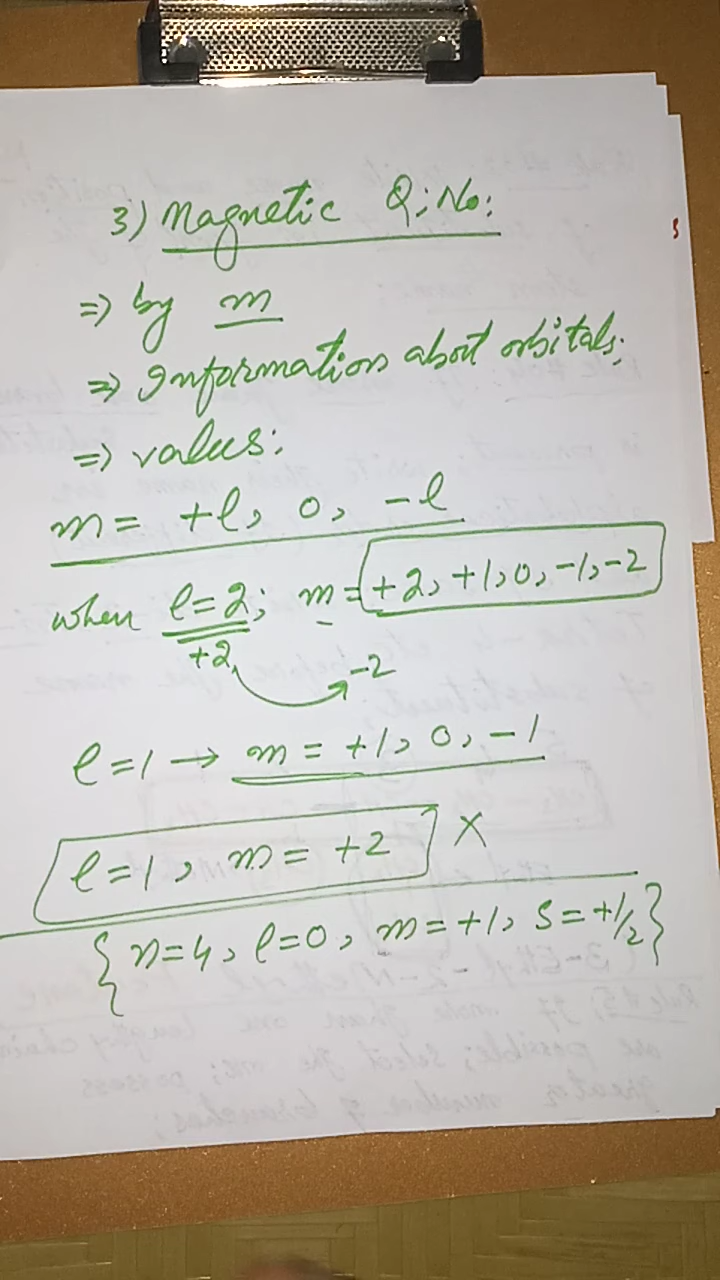 3) Magnetic Q; No:
⇒ by m
⇒ Information about orbitals;
⇒ values:
m = +l, 0, -l
when l=2; m = +2, +1, 0, -1, -2
+2 → -2
l=1 → m = +1, 0, -1
l=1, m = +2 X
{n=4, l=0, m=+1, s=+1/2}